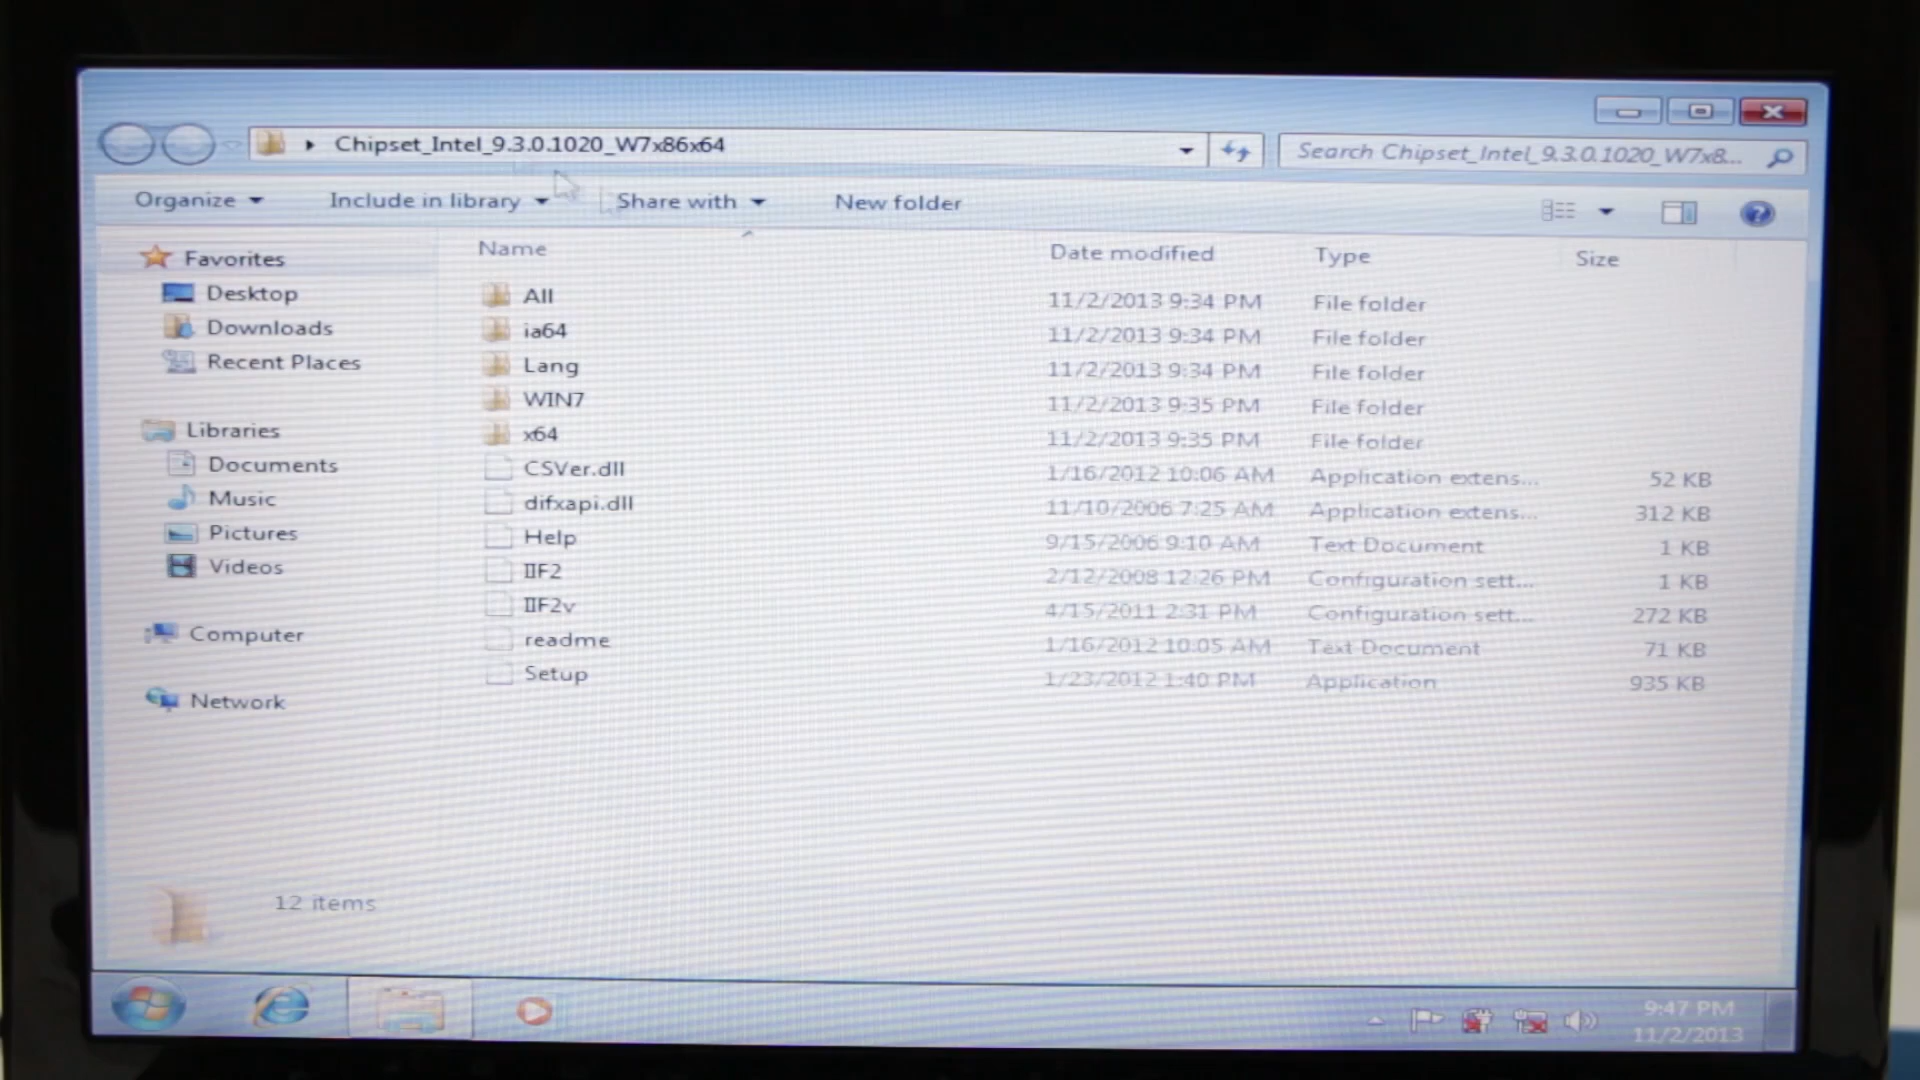 Chipset_Intel_9.3.0.1020_W7x86x64
Search Chipset_Intel_9.3.0.1020_W7x8...
Organize Include in library Share with New folder
Name Date modified Type Size
Favorites
Desktop
Downloads
Recent Places
Libraries
Documents
Music
Pictures
Videos
Computer
Network
All 11/2/2013 9:34 PM File folder
ia64 11/2/2013 9:34 PM File folder
Lang 11/2/2013 9:34 PM File folder
WIN7 11/2/2013 9:35 PM File folder
x64 11/2/2013 9:35 PM File folder
CSVer.dll 1/16/2012 10:06 AM Application extens... 52 KB
difxapi.dll 11/10/2006 7:25 AM Application extens... 312 KB
Help 9/15/2006 9:10 AM Text Document 1 KB
IIF2 2/12/2008 12:26 PM Configuration sett... 1 KB
IIF2v 4/15/2011 2:31 PM Configuration sett... 272 KB
readme 1/16/2012 10:05 AM Text Document 71 KB
Setup 1/23/2012 1:40 PM Application 935 KB
12 items
9:47 PM
11/2/2013